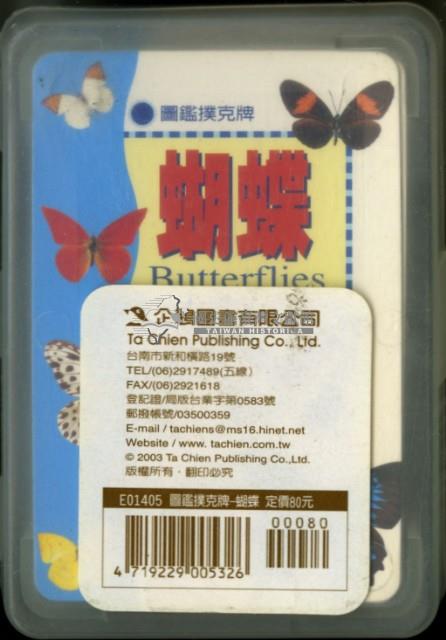 圖鑑撲克牌
蝴蝶
Butterflies
企鵝圖書有限公司
TAIWAN HISTORICA
Ta Chien Publishing Co., Ltd.
台南市新和橫路19號
TEL/(06)2917489(五線)
FAX/(06)2921618
登記證/局版台業字第0583號
郵撥帳號/03500359
E-mail / tachiens@ms16.hinet.net
Website / www. tachien.com.tw
© 2003 Ta Chien Publishing Co.,Ltd.
版權所有‧翻印必究
E01405 圖鑑撲克牌-蝴蝶 定價80元
00080
4 719229 005326